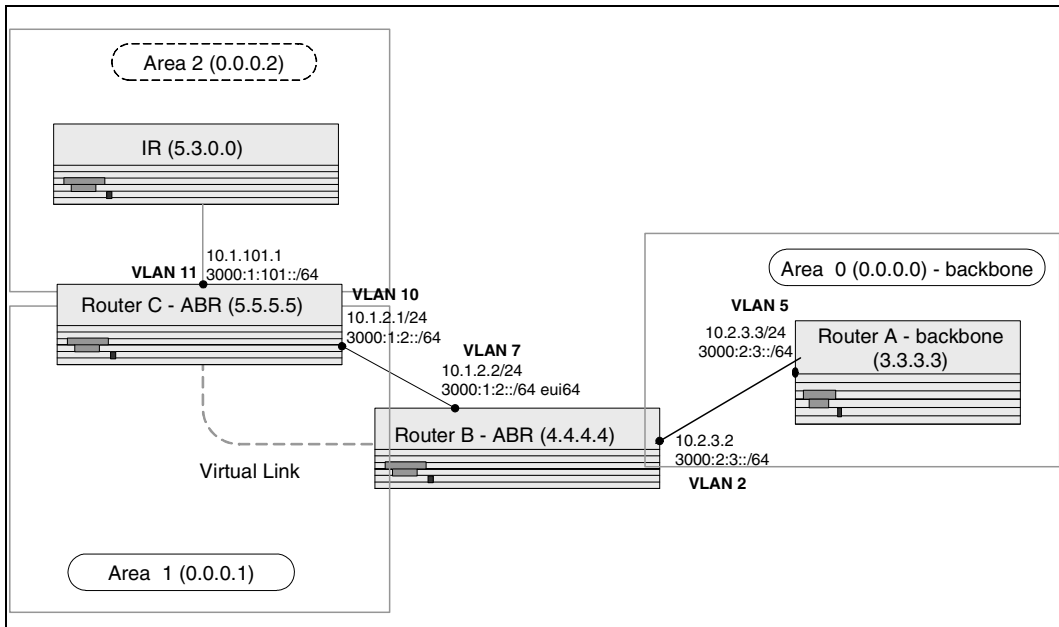 Area 2 (0.0.0.2)
IR (5.3.0.0)
10.1.101.1
VLAN 11
3000:1:101::/64
Router C - ABR (5.5.5.5)
VLAN 10
10.1.2.1/24
3000:1:2::/64
VLAN 7
10.1.2.2/24
3000:1:2::/64 eui64
Router B - ABR (4.4.4.4)
Virtual Link
Area 1 (0.0.0.1)
Area 0 (0.0.0.0) - backbone
VLAN 5
10.2.3.3/24
3000:2:3::/64
Router A - backbone
(3.3.3.3)
10.2.3.2
3000:2:3::/64
VLAN 2